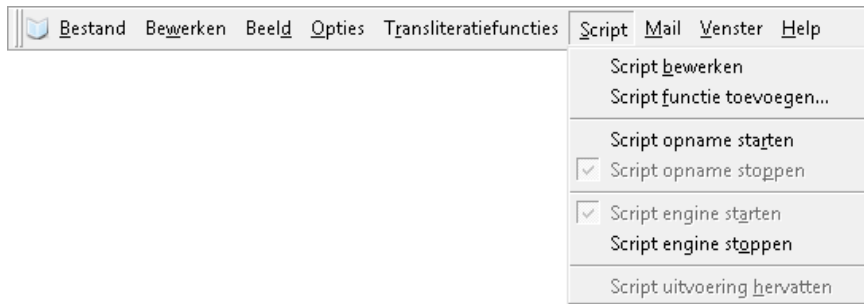 Bestand Bewerken Beeld Opties Transliteratiefuncties Script Mail Venster Help
Script bewerken
Script functie toevoegen...
Script opname starten
Script opname stoppen
Script engine starten
Script engine stoppen
Script uitvoering hervatten